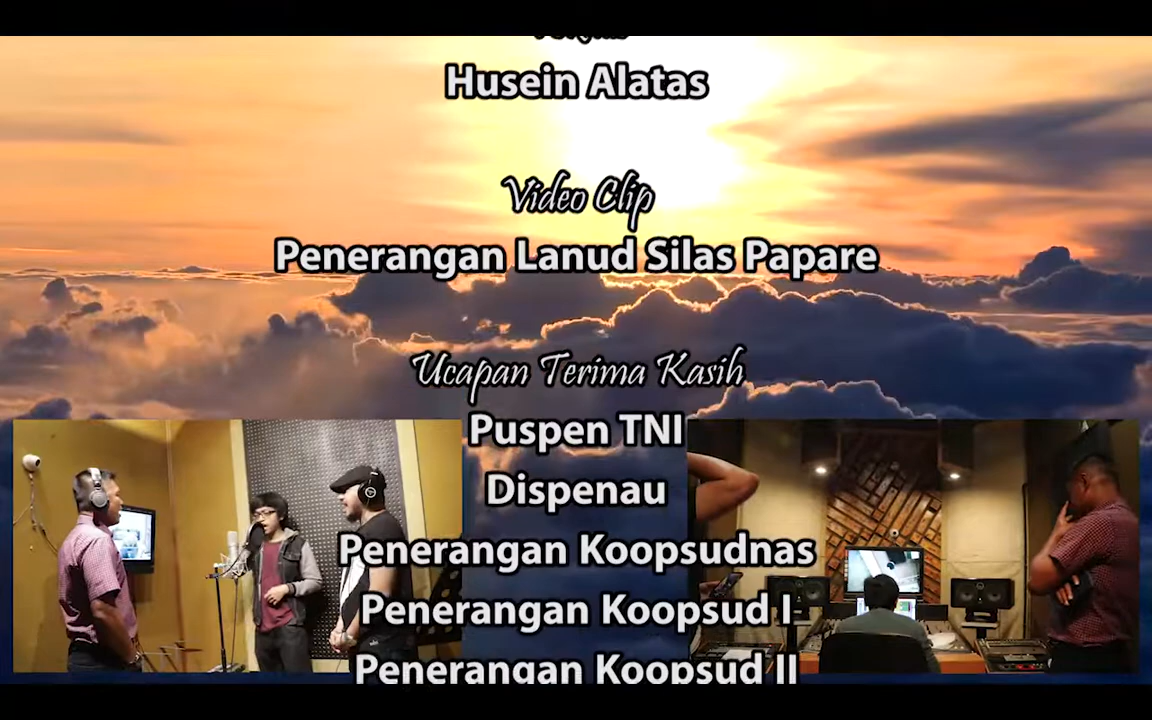 Husein Alatas
Video Clip
Penerangan Lanud Silas Papare
Ucapan Terima Kasih
Puspen TNI
Dispenau
Penerangan Koopsudnas
Penerangan Koopsud I
Penerangan Koopsud II